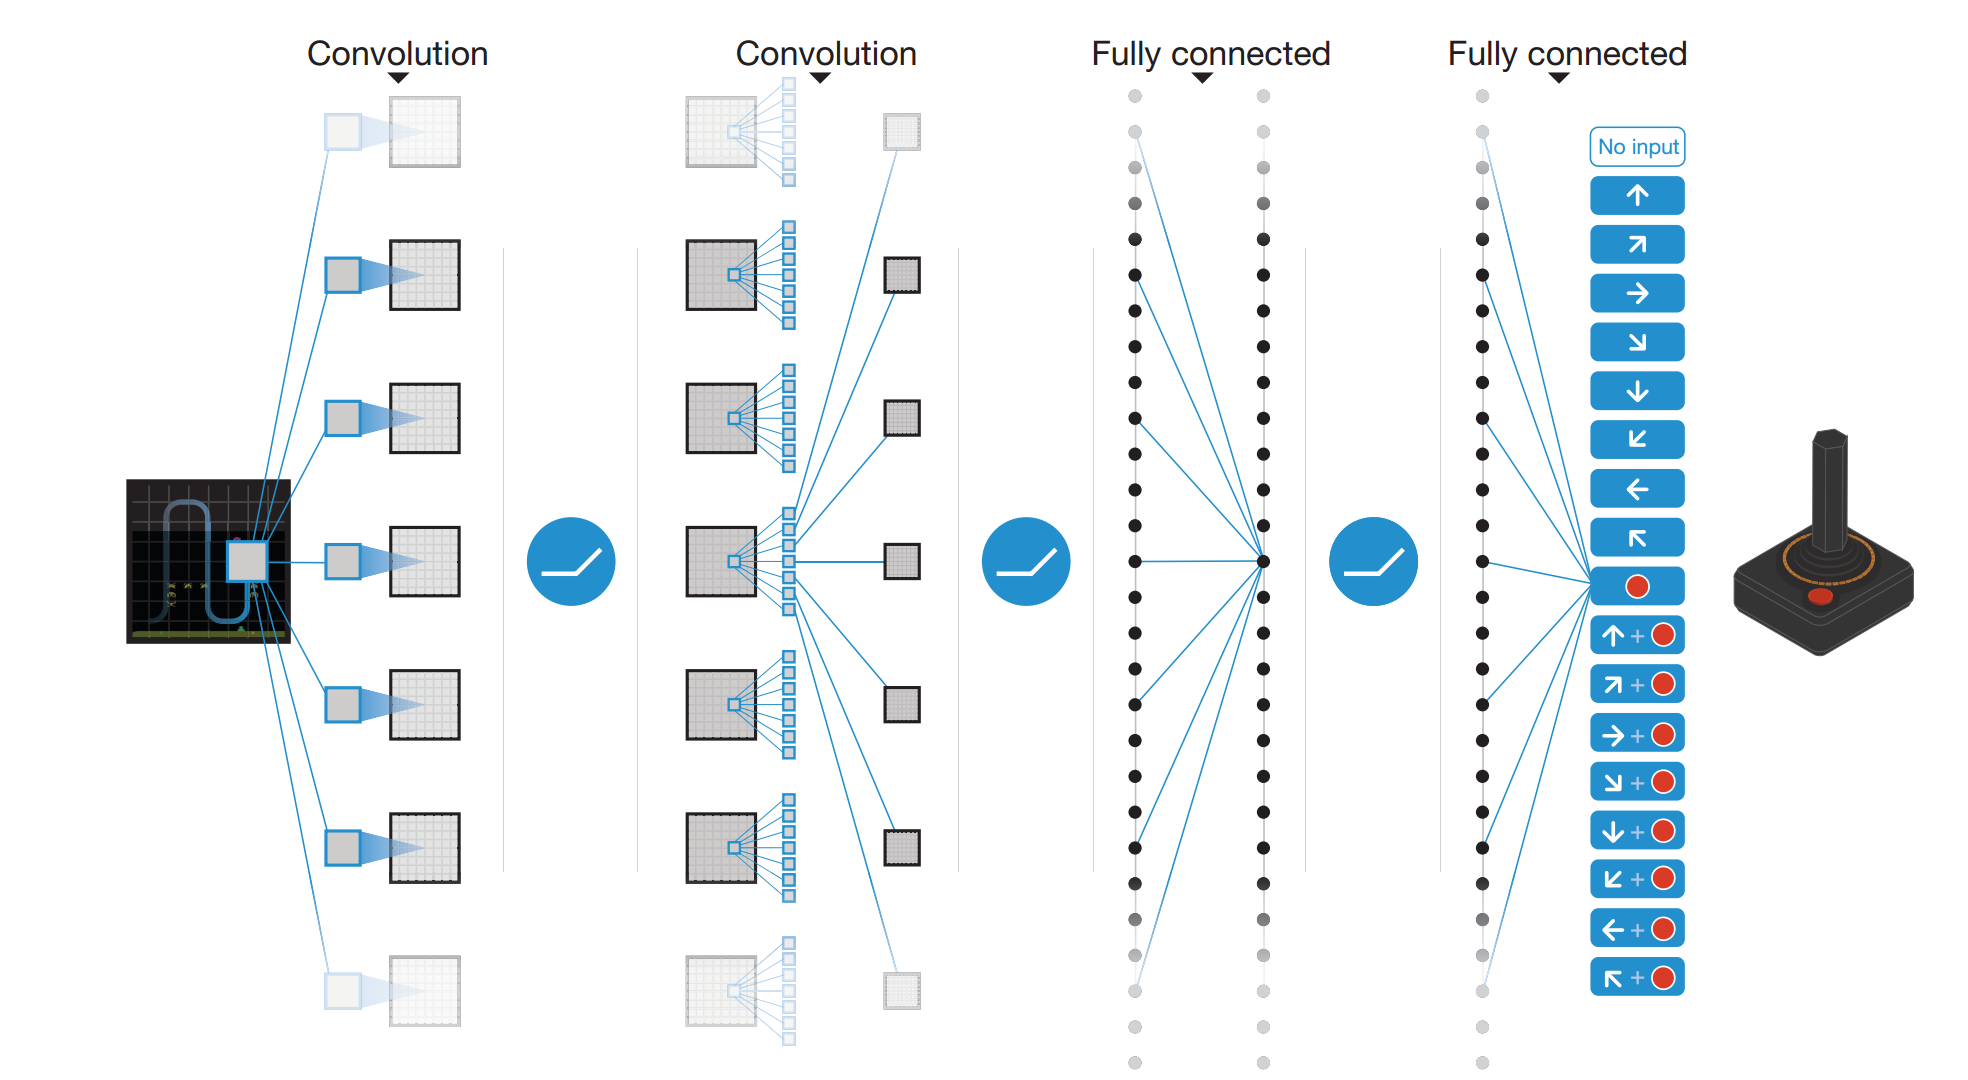 Convolution
Convolution
Fully connected
Fully connected
No input
+
+
+
+
+
+
+
+